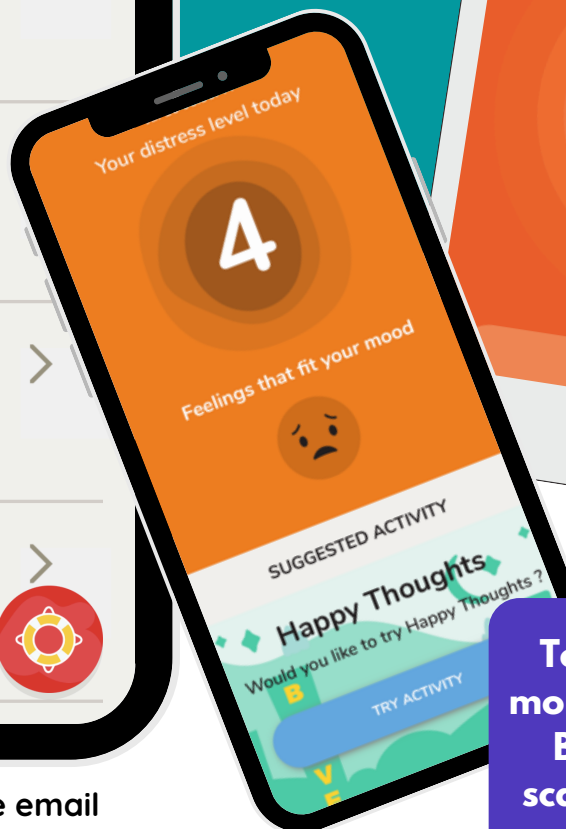 Your distress level today
4
Feelings that fit your mood
SUGGESTED ACTIVITY
Happy Thoughts
Would you like to try Happy Thoughts ?
B
TRY ACTIVITY
V
E
email